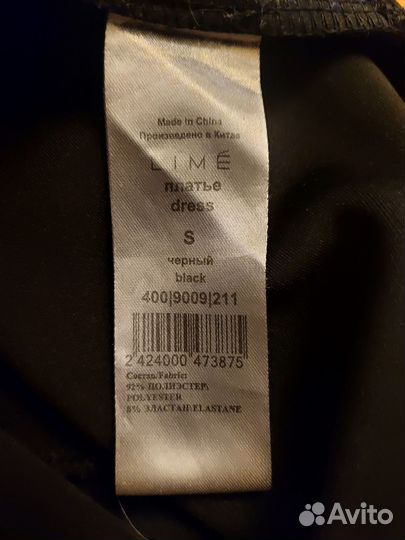 Made in China
Произведено в Китае
LIMÉ
платье
dress
S
черный
black
400|9009|211
2 424000 473875
Состав/Fabric:
92% ПОЛИЭСТЕР/
POLYESTER
8% ЭЛАСТАН/ELASTANE
Avito